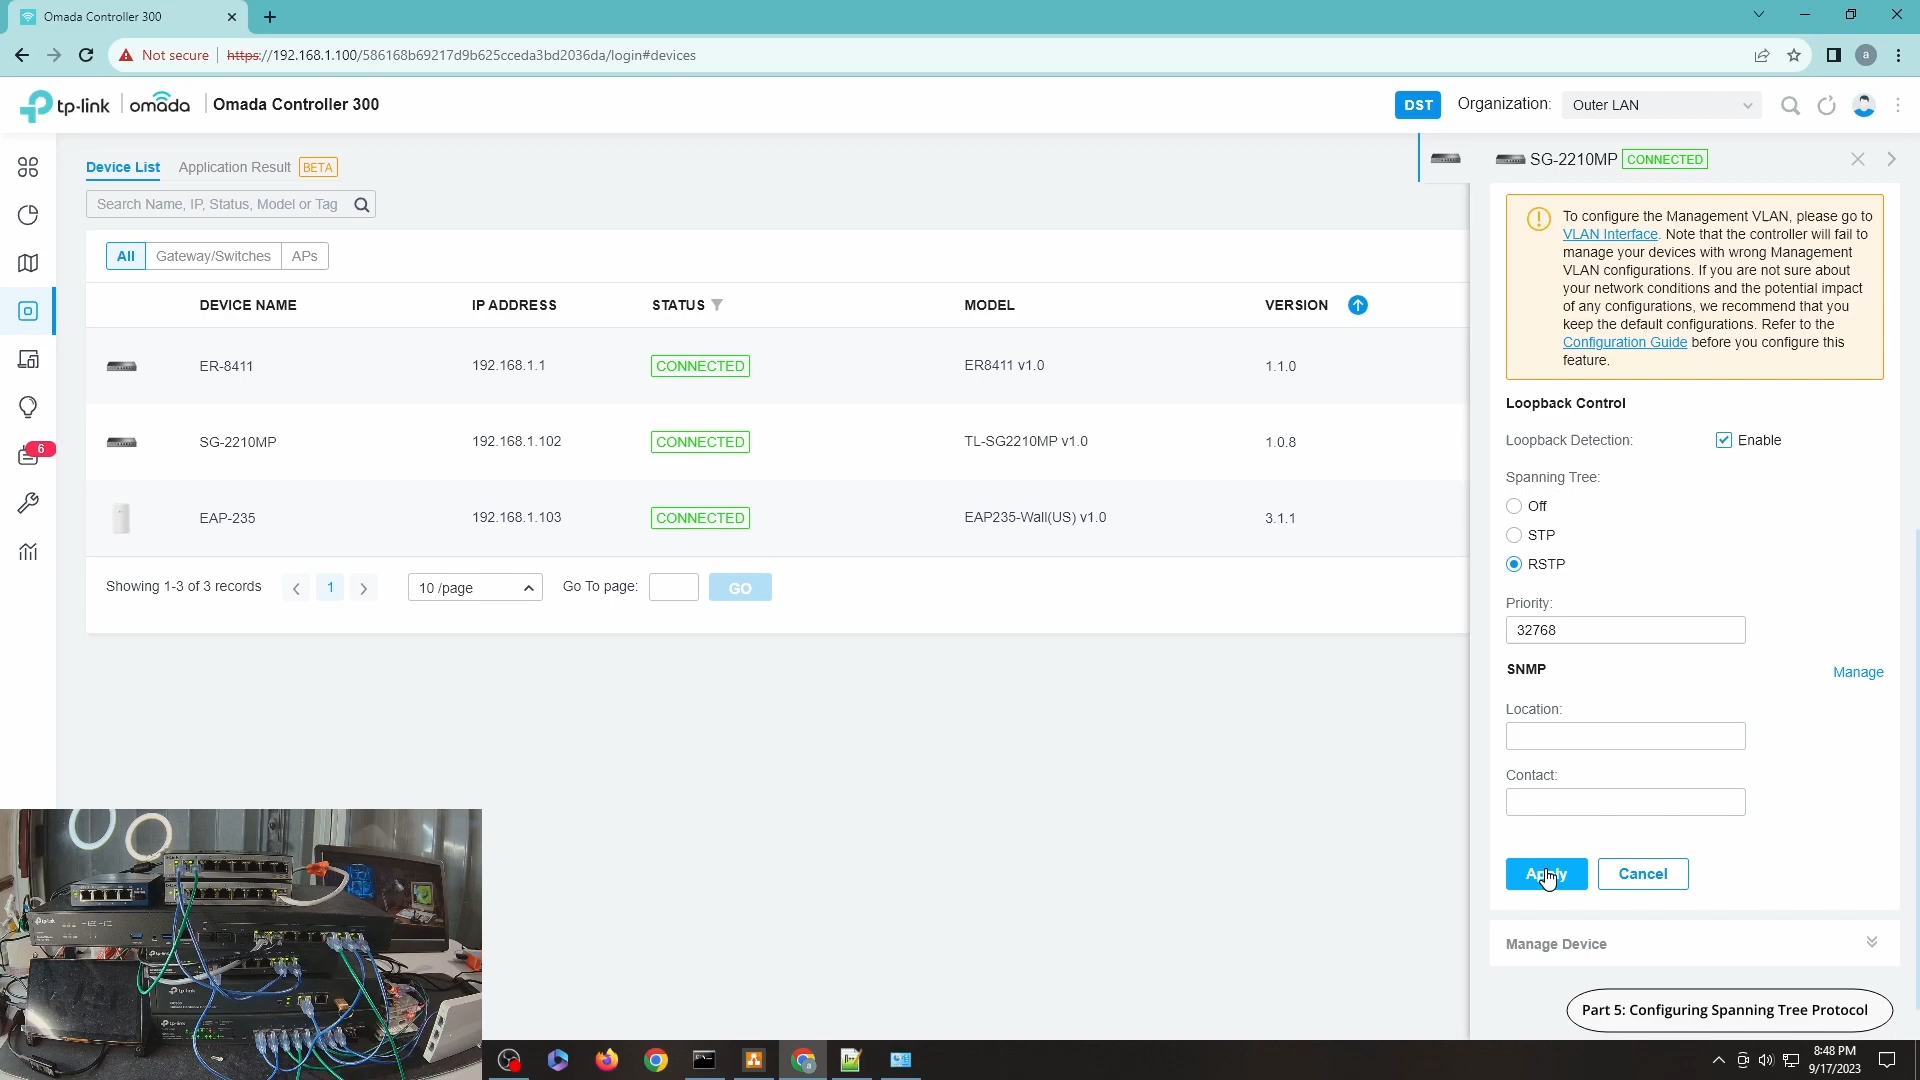 Omada Controller 300
Not secure
https://192.168.1.100/586168b69217d9b625cceda3bd2036da/login#devices
a
tp-link
omada
Omada Controller 300
DST
Organization:
Outer LAN
Device List
Application Result
BETA
Search Name, IP, Status, Model or Tag
All
Gateway/Switches
APs
DEVICE NAME IP ADDRESS STATUS MODEL VERSION
ER-8411 192.168.1.1 CONNECTED ER8411 v1.0 1.1.0
SG-2210MP 192.168.1.102 CONNECTED TL-SG2210MP v1.0 1.0.8
EAP-235 192.168.1.103 CONNECTED EAP235-Wall(US) v1.0 3.1.1
6
Showing 1-3 of 3 records
1
10 /page
Go To page:
GO
SG-2210MP CONNECTED
To configure the Management VLAN, please go to
VLAN Interface. Note that the controller will fail to
manage your devices with wrong Management
VLAN configurations. If you are not sure about
your network conditions and the potential impact
of any configurations, we recommend that you
keep the default configurations. Refer to the
Configuration Guide before you configure this
feature.
Loopback Control
Loopback Detection:
Enable
Spanning Tree:
Off
STP
RSTP
Priority:
32768
SNMP
Manage
Location:
Contact:
Apply
Cancel
Manage Device
Part 5: Configuring Spanning Tree Protocol
tp-link
tp-link
tp-link
8:48 PM
9/17/2023